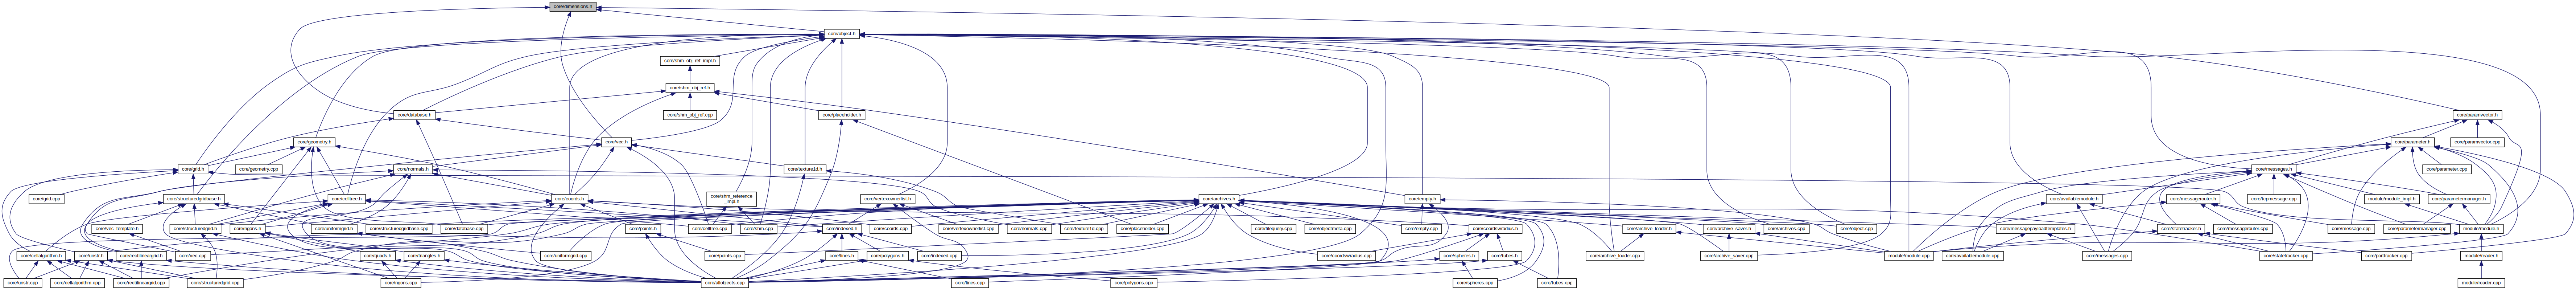 core/dimensions.h
core/object.h
core/shm_obj_ref_impl.h
core/shm_obj_ref.h
core/database.h
core/shm_obj_ref.cpp
core/placeholder.h
core/paramvector.h
core/geometry.h
core/vec.h
core/parameter.h
core/paramvector.cpp
core/grid.h
core/geometry.cpp
core/normals.h
core/texture1d.h
core/messages.h
core/parameter.cpp
core/grid.cpp
core/structuredgridbase.h
core/celltree.h
core/coords.h
core/shm_reference
_impl.h
core/vertexownerlist.h
core/archives.h
core/empty.h
core/availablemodule.h
core/messagerouter.h
core/tcpmessage.cpp
module/module_impl.h
core/parametermanager.h
core/vec_template.h
core/structuredgrid.h
core/ngons.h
core/uniformgrid.h
core/structuredgridbase.cpp
core/database.cpp
core/points.h
core/celltree.cpp
core/shm.cpp
core/indexed.h
core/coords.cpp
core/vertexownerlist.cpp
core/normals.cpp
core/texture1d.cpp
core/placeholder.cpp
core/filequery.cpp
core/objectmeta.cpp
core/empty.cpp
core/coordswradius.h
core/archive_loader.h
core/archive_saver.h
core/archives.cpp
core/object.cpp
core/messagepayloadtemplates.h
core/statetracker.h
core/messagerouter.cpp
core/message.cpp
core/parametermanager.cpp
module/module.h
core/cellalgorithm.h
core/unstr.h
core/rectilineargrid.h
core/vec.cpp
core/quads.h
core/triangles.h
core/uniformgrid.cpp
core/points.cpp
core/lines.h
core/polygons.h
core/indexed.cpp
core/coordswradius.cpp
core/spheres.h
core/tubes.h
core/archive_loader.cpp
core/archive_saver.cpp
module/module.cpp
core/availablemodule.cpp
core/messages.cpp
core/statetracker.cpp
core/porttracker.cpp
module/reader.h
core/unstr.cpp
core/cellalgorithm.cpp
core/rectilineargrid.cpp
core/structuredgrid.cpp
core/ngons.cpp
core/allobjects.cpp
core/lines.cpp
core/polygons.cpp
core/spheres.cpp
core/tubes.cpp
module/reader.cpp